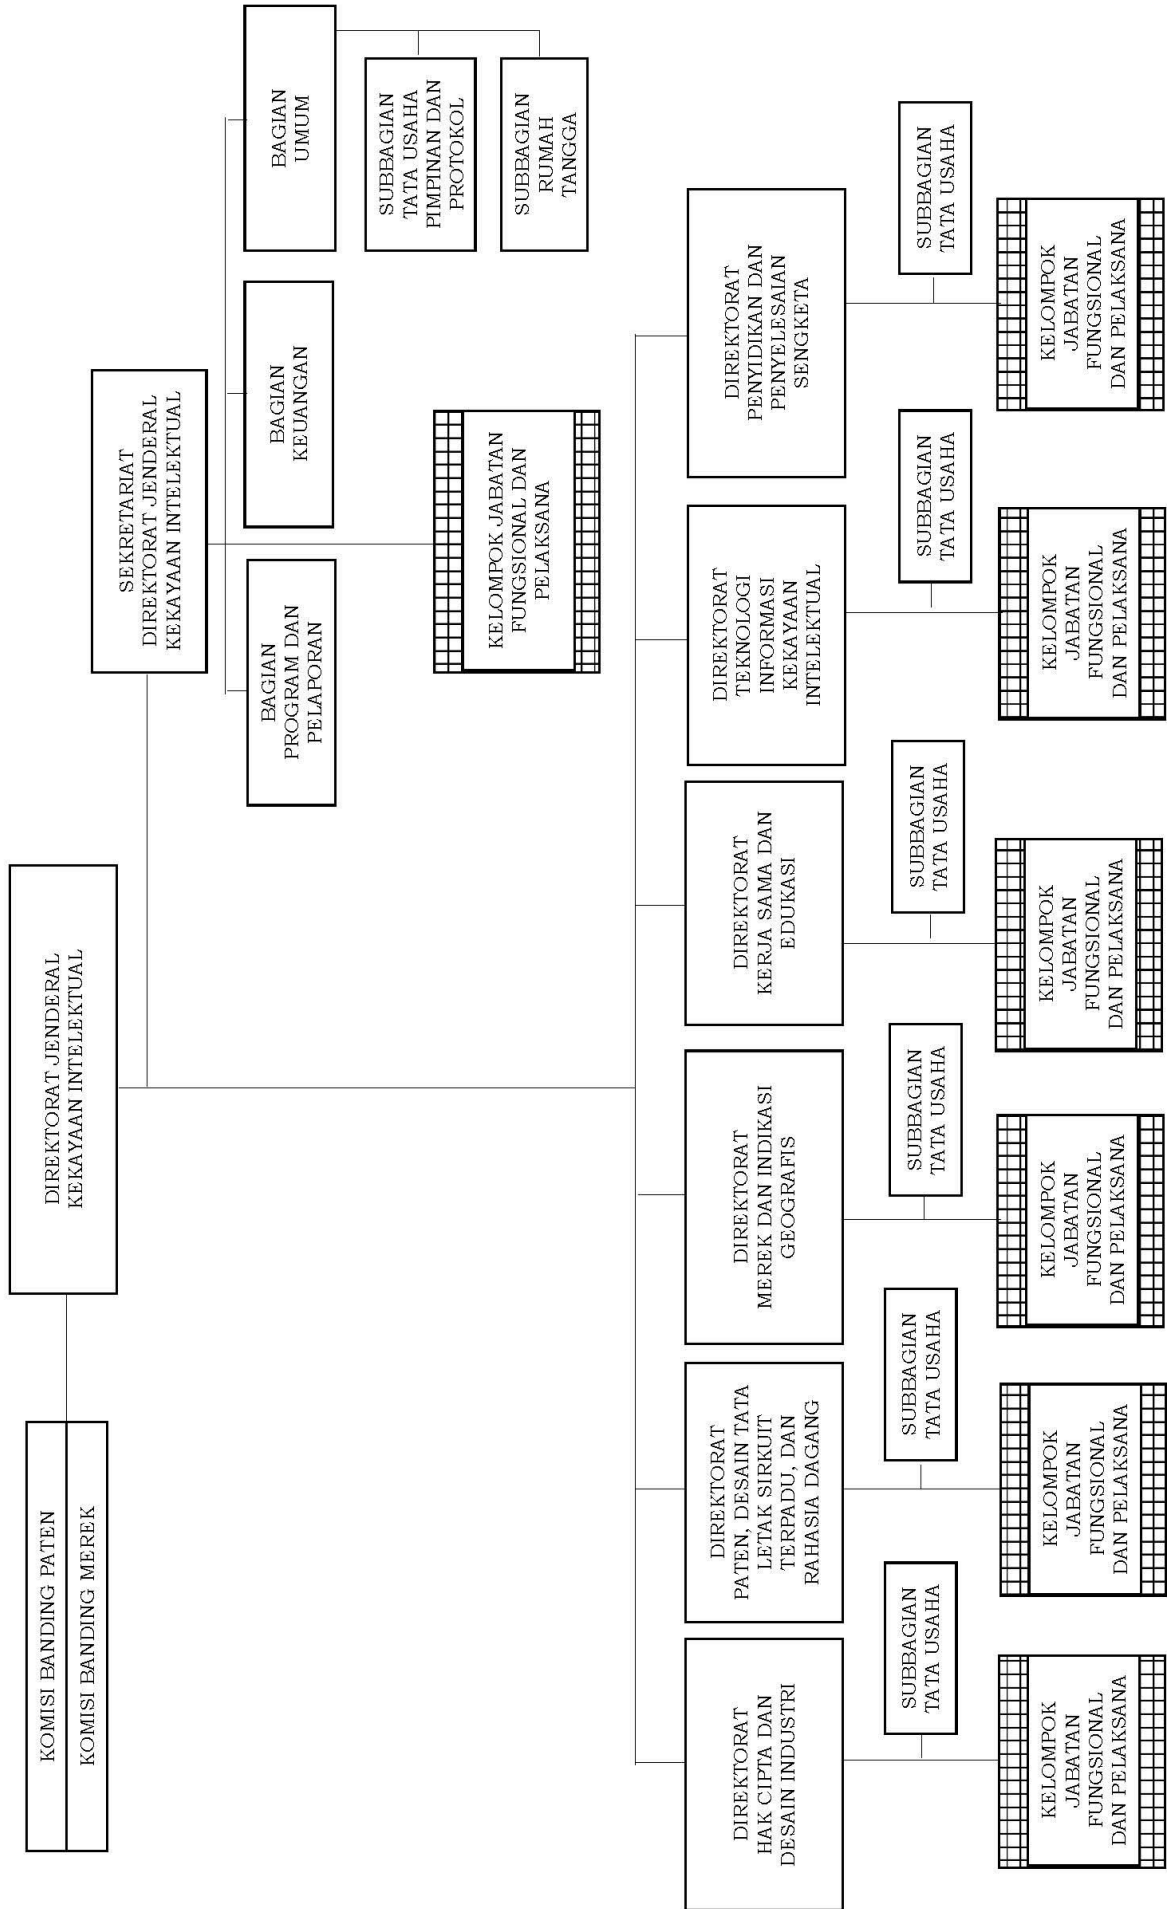 KOMISI BANDING PATEN
KOMISI BANDING MEREK
DIREKTORAT JENDERAL
KEKAYAAN INTELEKTUAL
SEKRETARIAT
DIREKTORAT JENDERAL
KEKAYAAN INTELEKTUAL
BAGIAN
PROGRAM DAN
PELAPORAN
BAGIAN
KEUANGAN
BAGIAN
UMUM
SUBBAGIAN
TATA USAHA
PIMPINAN DAN
PROTOKOL
SUBBAGIAN
RUMAH
TANGGA
KELOMPOK JABATAN
FUNGSIONAL DAN
PELAKSANA
DIREKTORAT
HAK CIPTA DAN
DESAIN INDUSTRI
DIREKTORAT
PATEN, DESAIN TATA
LETAK SIRKUIT
TERPADU, DAN
RAHASIA DAGANG
DIREKTORAT
MEREK DAN INDIKASI
GEOGRAFIS
DIREKTORAT
KERJA SAMA DAN
EDUKASI
DIREKTORAT
TEKNOLOGI
INFORMASI
KEKAYAAN
INTELEKTUAL
DIREKTORAT
PENYIDIKAN DAN
PENYELESAIAN
SENGKETA
SUBBAGIAN
TATA USAHA
SUBBAGIAN
TATA USAHA
SUBBAGIAN
TATA USAHA
SUBBAGIAN
TATA USAHA
SUBBAGIAN
TATA USAHA
SUBBAGIAN
TATA USAHA
KELOMPOK
JABATAN
FUNGSIONAL
DAN PELAKSANA
KELOMPOK
JABATAN
FUNGSIONAL
DAN PELAKSANA
KELOMPOK
JABATAN
FUNGSIONAL
DAN PELAKSANA
KELOMPOK
JABATAN
FUNGSIONAL
DAN PELAKSANA
KELOMPOK
JABATAN
FUNGSIONAL
DAN PELAKSANA
KELOMPOK
JABATAN
FUNGSIONAL
DAN PELAKSANA